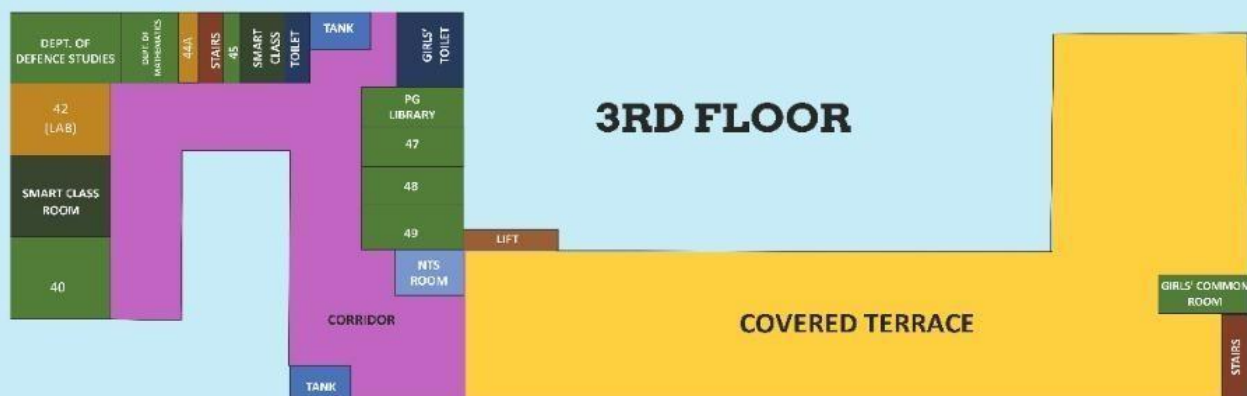 DEPT. OF
DEFENCE STUDIES
DEPT. OF
MATHEMATICS
44A
STAIRS
45
SMART
CLASS
TOILET
TANK
GIRLS'
TOILET
42
(LAB)
PG
LIBRARY
3RD FLOOR
47
SMART CLASS
ROOM
48
49
LIFT
40
NTS
ROOM
GIRLS' COMMON
ROOM
CORRIDOR
COVERED TERRACE
STAIRS
TANK